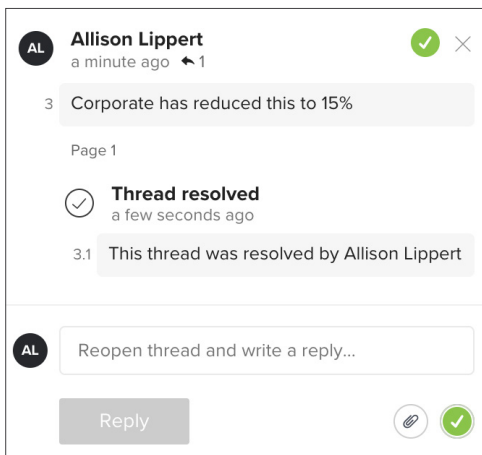 AL
Allison Lippert
a minute ago 1
3 Corporate has reduced this to 15%
Page 1
Thread resolved
a few seconds ago
3.1 This thread was resolved by Allison Lippert
AL
Reopen thread and write a reply...
Reply